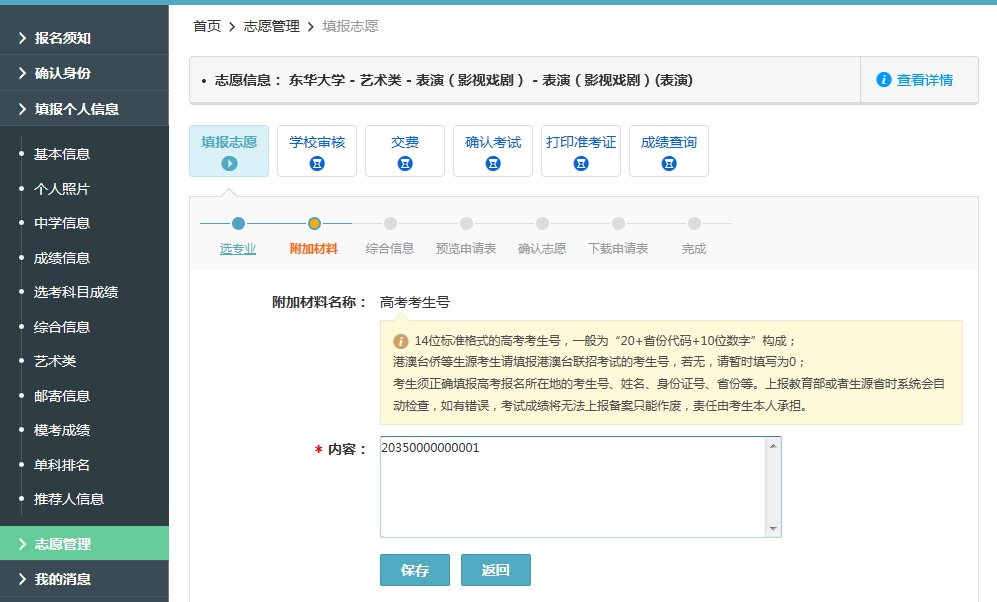 首页 > 志愿管理 > 填报志愿
报名须知
确认身份
填报个人信息
基本信息
个人照片
中学信息
成绩信息
选考科目成绩
综合信息
艺术类
邮寄信息
模考成绩
单科排名
推荐人信息
志愿管理
我的消息
• 志愿信息： 东华大学 - 艺术类 - 表演（影视戏剧） - 表演（影视戏剧）(表演)
查看详情
填报志愿 学校审核 交费 确认考试 打印准考证 成绩查询
选专业 附加材料 综合信息 预览申请表 确认志愿 下载申请表 完成
附加材料名称： 高考考生号
14位标准格式的高考考生号，一般为“20+省份代码+10位数字”构成；
港澳台侨等生源考生请填报港澳台联招考试的考生号，若无，请暂时填写为0；
考生须正确填报高考报名所在地的考生号、姓名、身份证号、省份等。上报教育部或者生源省时系统会自
动检查，如有错误，考试成绩将无法上报备案只能作废，责任由考生本人承担。
* 内容： 20350000000001
保存 返回